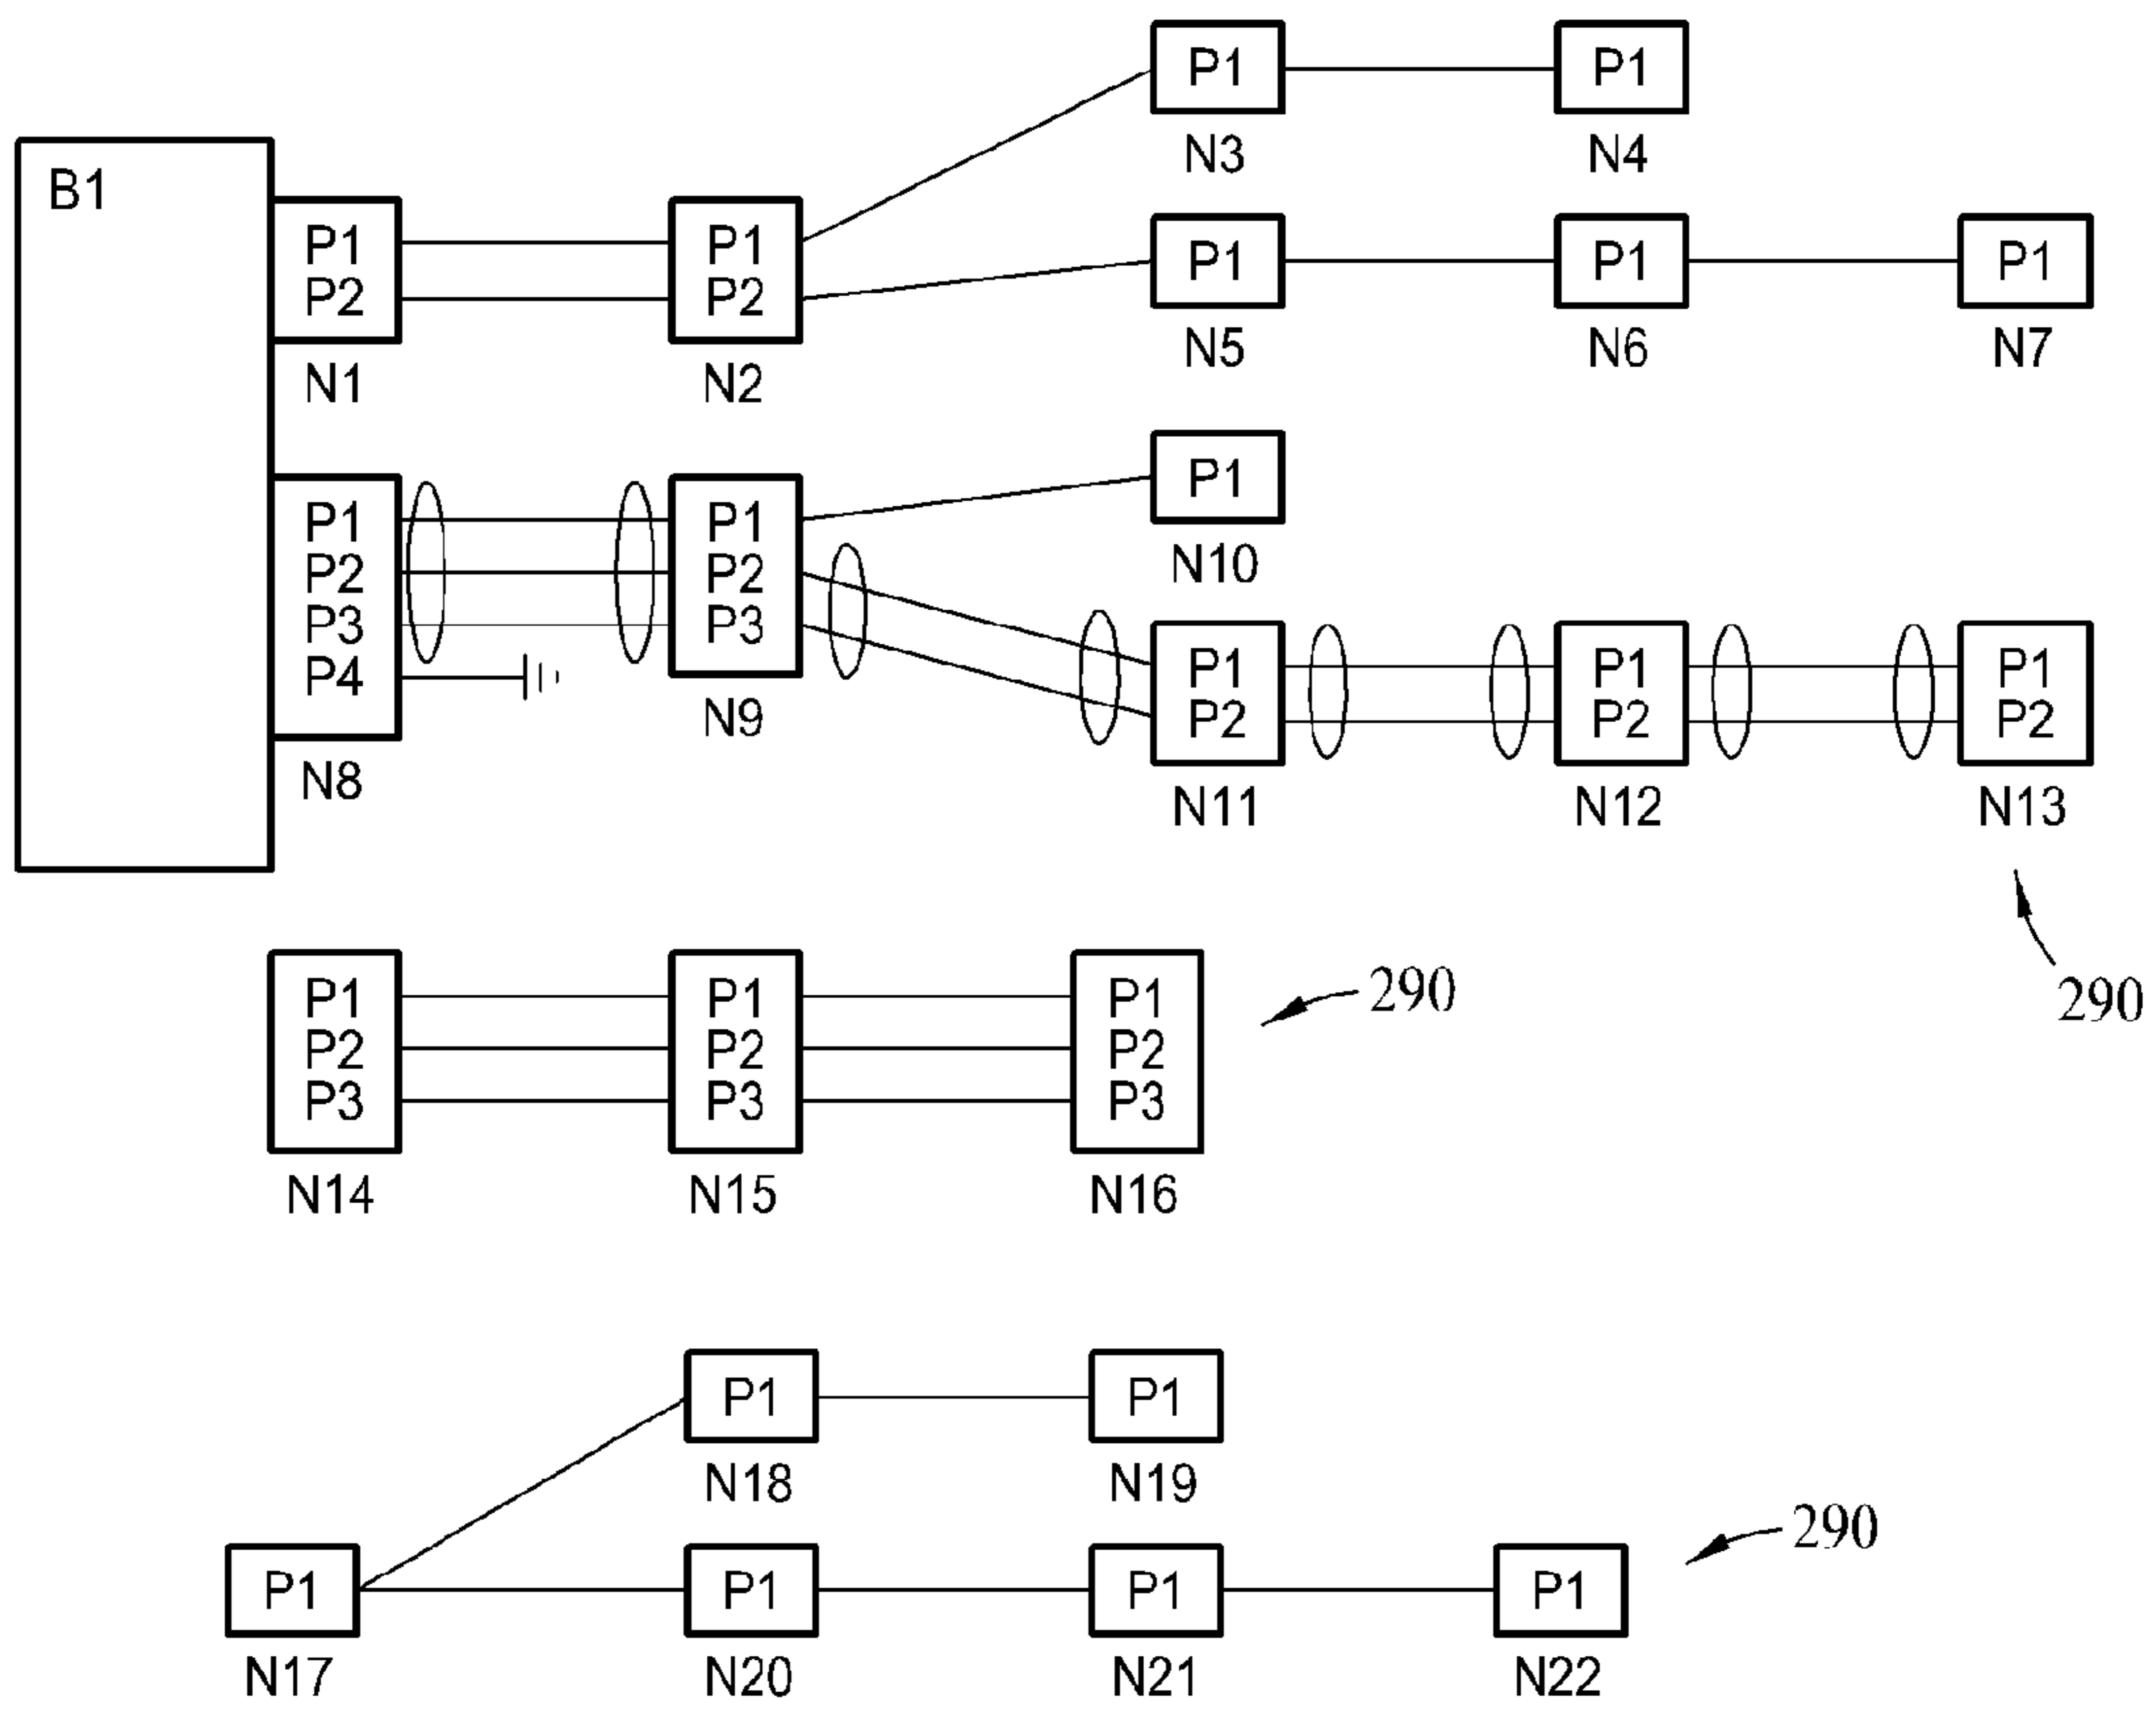 P1 P1
N3 N4
B1
P1 P1 P1 P1 P1
P2 P2
N5 N6 N7
N1 N2
P1
P1 P1
N10
P2 P2
P3 P3
P4
P1 P1 P1
P2 P2 P2
N9
N8
N11 N12 N13
290
290
P1 P1 P1
P2 P2 P2
P3 P3 P3
N14 N15 N16
P1 P1
N18 N19
290
P1 P1 P1 P1
N17 N20 N21 N22